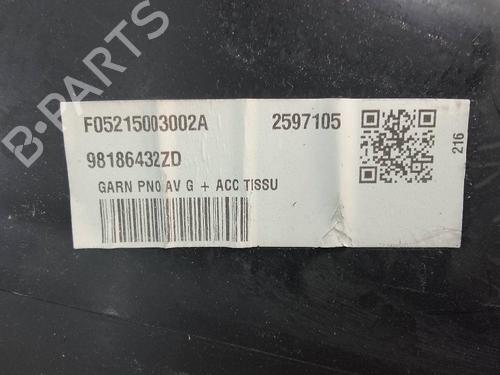 B-PARTS
F05215003002A 2597105
98186432ZD
GARN PNO AV G + ACC TISSU
216